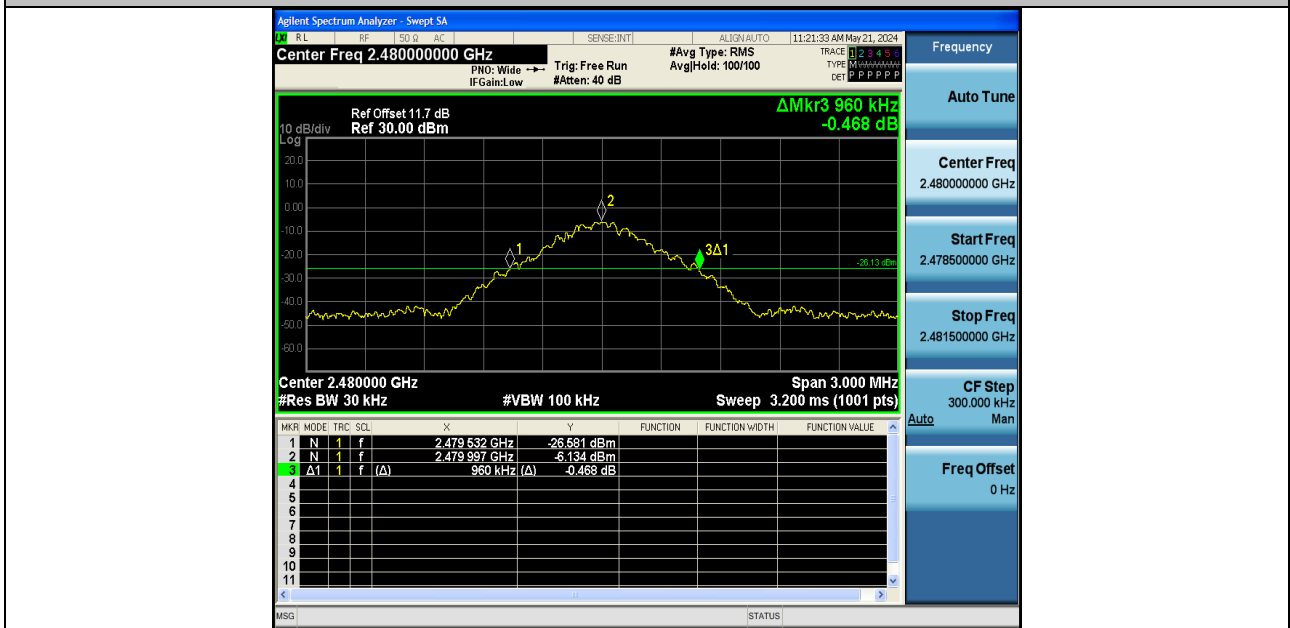 Agilent Spectrum Analyzer - Swept SA
RL RF 50 Ω AC SENSE:INT ALIGN AUTO 11:21:33 AM May 21, 2024
Center Freq 2.480000000 GHz
PNO: Wide
IFGain:Low
Trig: Free Run
#Atten: 40 dB
#Avg Type: RMS
Avg|Hold: 100/100
TRACE 1 2 3 4 5 6
TYPE M
DET P P P P P P
ΔMkr3 960 kHz
-0.468 dB
Ref Offset 11.7 dB
10 dB/div Ref 30.00 dBm
Log
20.0
10.0
0.00
-10.0
-20.0
-30.0
-40.0
-50.0
-60.0
1
2
3Δ1
-26.13 dBm
Center 2.480000 GHz Span 3.000 MHz
#Res BW 30 kHz #VBW 100 kHz Sweep 3.200 ms (1001 pts)
MKR MODE TRC SCL X Y FUNCTION FUNCTION WIDTH FUNCTION VALUE
1 N 1 f 2.479 532 GHz -26.581 dBm
2 N 1 f 2.479 997 GHz -6.134 dBm
3 Δ1 1 f (Δ) 960 kHz (Δ) -0.468 dB
4
5
6
7
8
9
10
11
MSG STATUS
Frequency
Auto Tune
Center Freq
2.480000000 GHz
Start Freq
2.478500000 GHz
Stop Freq
2.481500000 GHz
CF Step
300.000 kHz
Auto Man
Freq Offset
0 Hz